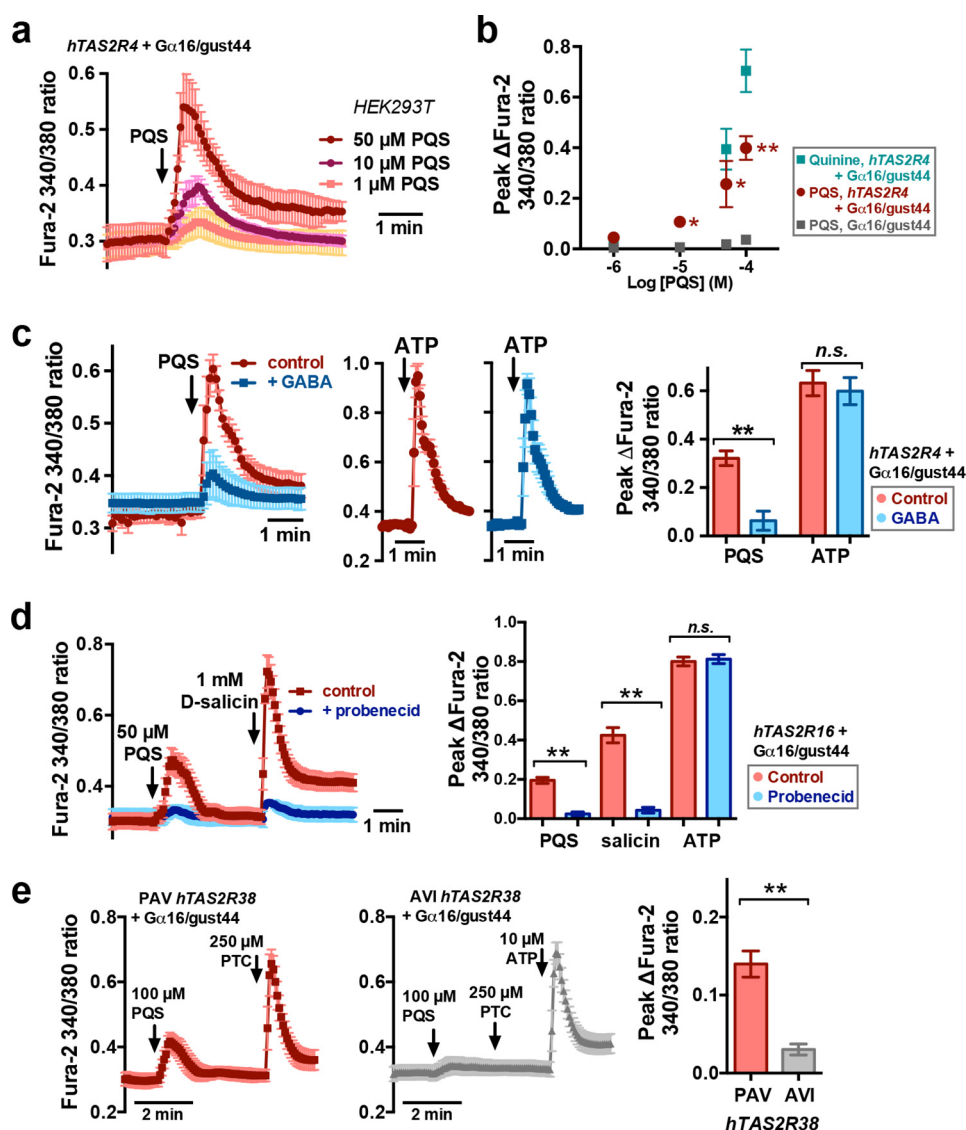 a
hTAS2R4 + Gα16/gust44
Fura-2 340/380 ratio
0.6
0.5
0.4
0.3
PQS
HEK293T
50 µM PQS
10 µM PQS
1 µM PQS
1 min
b
Peak ΔFura-2
340/380 ratio
0.8
0.6
0.4
0.2
0.0
*
*
**
-6
-5
-4
Log [PQS] (M)
Quinine, hTAS2R4
+ Gα16/gust44
PQS, hTAS2R4
+ Gα16/gust44
PQS, Gα16/gust44
c
Fura-2 340/380 ratio
0.6
0.5
0.4
0.3
PQS
control
+ GABA
1 min
ATP
1.0
0.8
0.6
0.4
0.2
1 min
ATP
1 min
Peak ΔFura-2
340/380 ratio
0.6
0.4
0.2
0.0
**
n.s.
PQS
ATP
hTAS2R4 +
Gα16/gust44
Control
GABA
d
Fura-2 340/380 ratio
0.8
0.6
0.4
50 µM
PQS
1 mM
D-salicin
control
+ probenecid
1 min
Peak ΔFura-2
340/380 ratio
1.0
0.8
0.6
0.4
0.2
0.0
**
**
n.s.
PQS
salicin
ATP
hTAS2R16 +
Gα16/gust44
Control
Probenecid
e
PAV hTAS2R38
+ Gα16/gust44
Fura-2 340/380 ratio
0.8
0.6
0.4
0.2
100 µM
PQS
250 µM
PTC
2 min
AVI hTAS2R38
+ Gα16/gust44
0.8
0.6
0.4
0.2
100 µM
PQS
250 µM
PTC
10 µM
ATP
2 min
Peak ΔFura-2
340/380 ratio
0.2
0.1
0.0
**
PAV
AVI
hTAS2R38